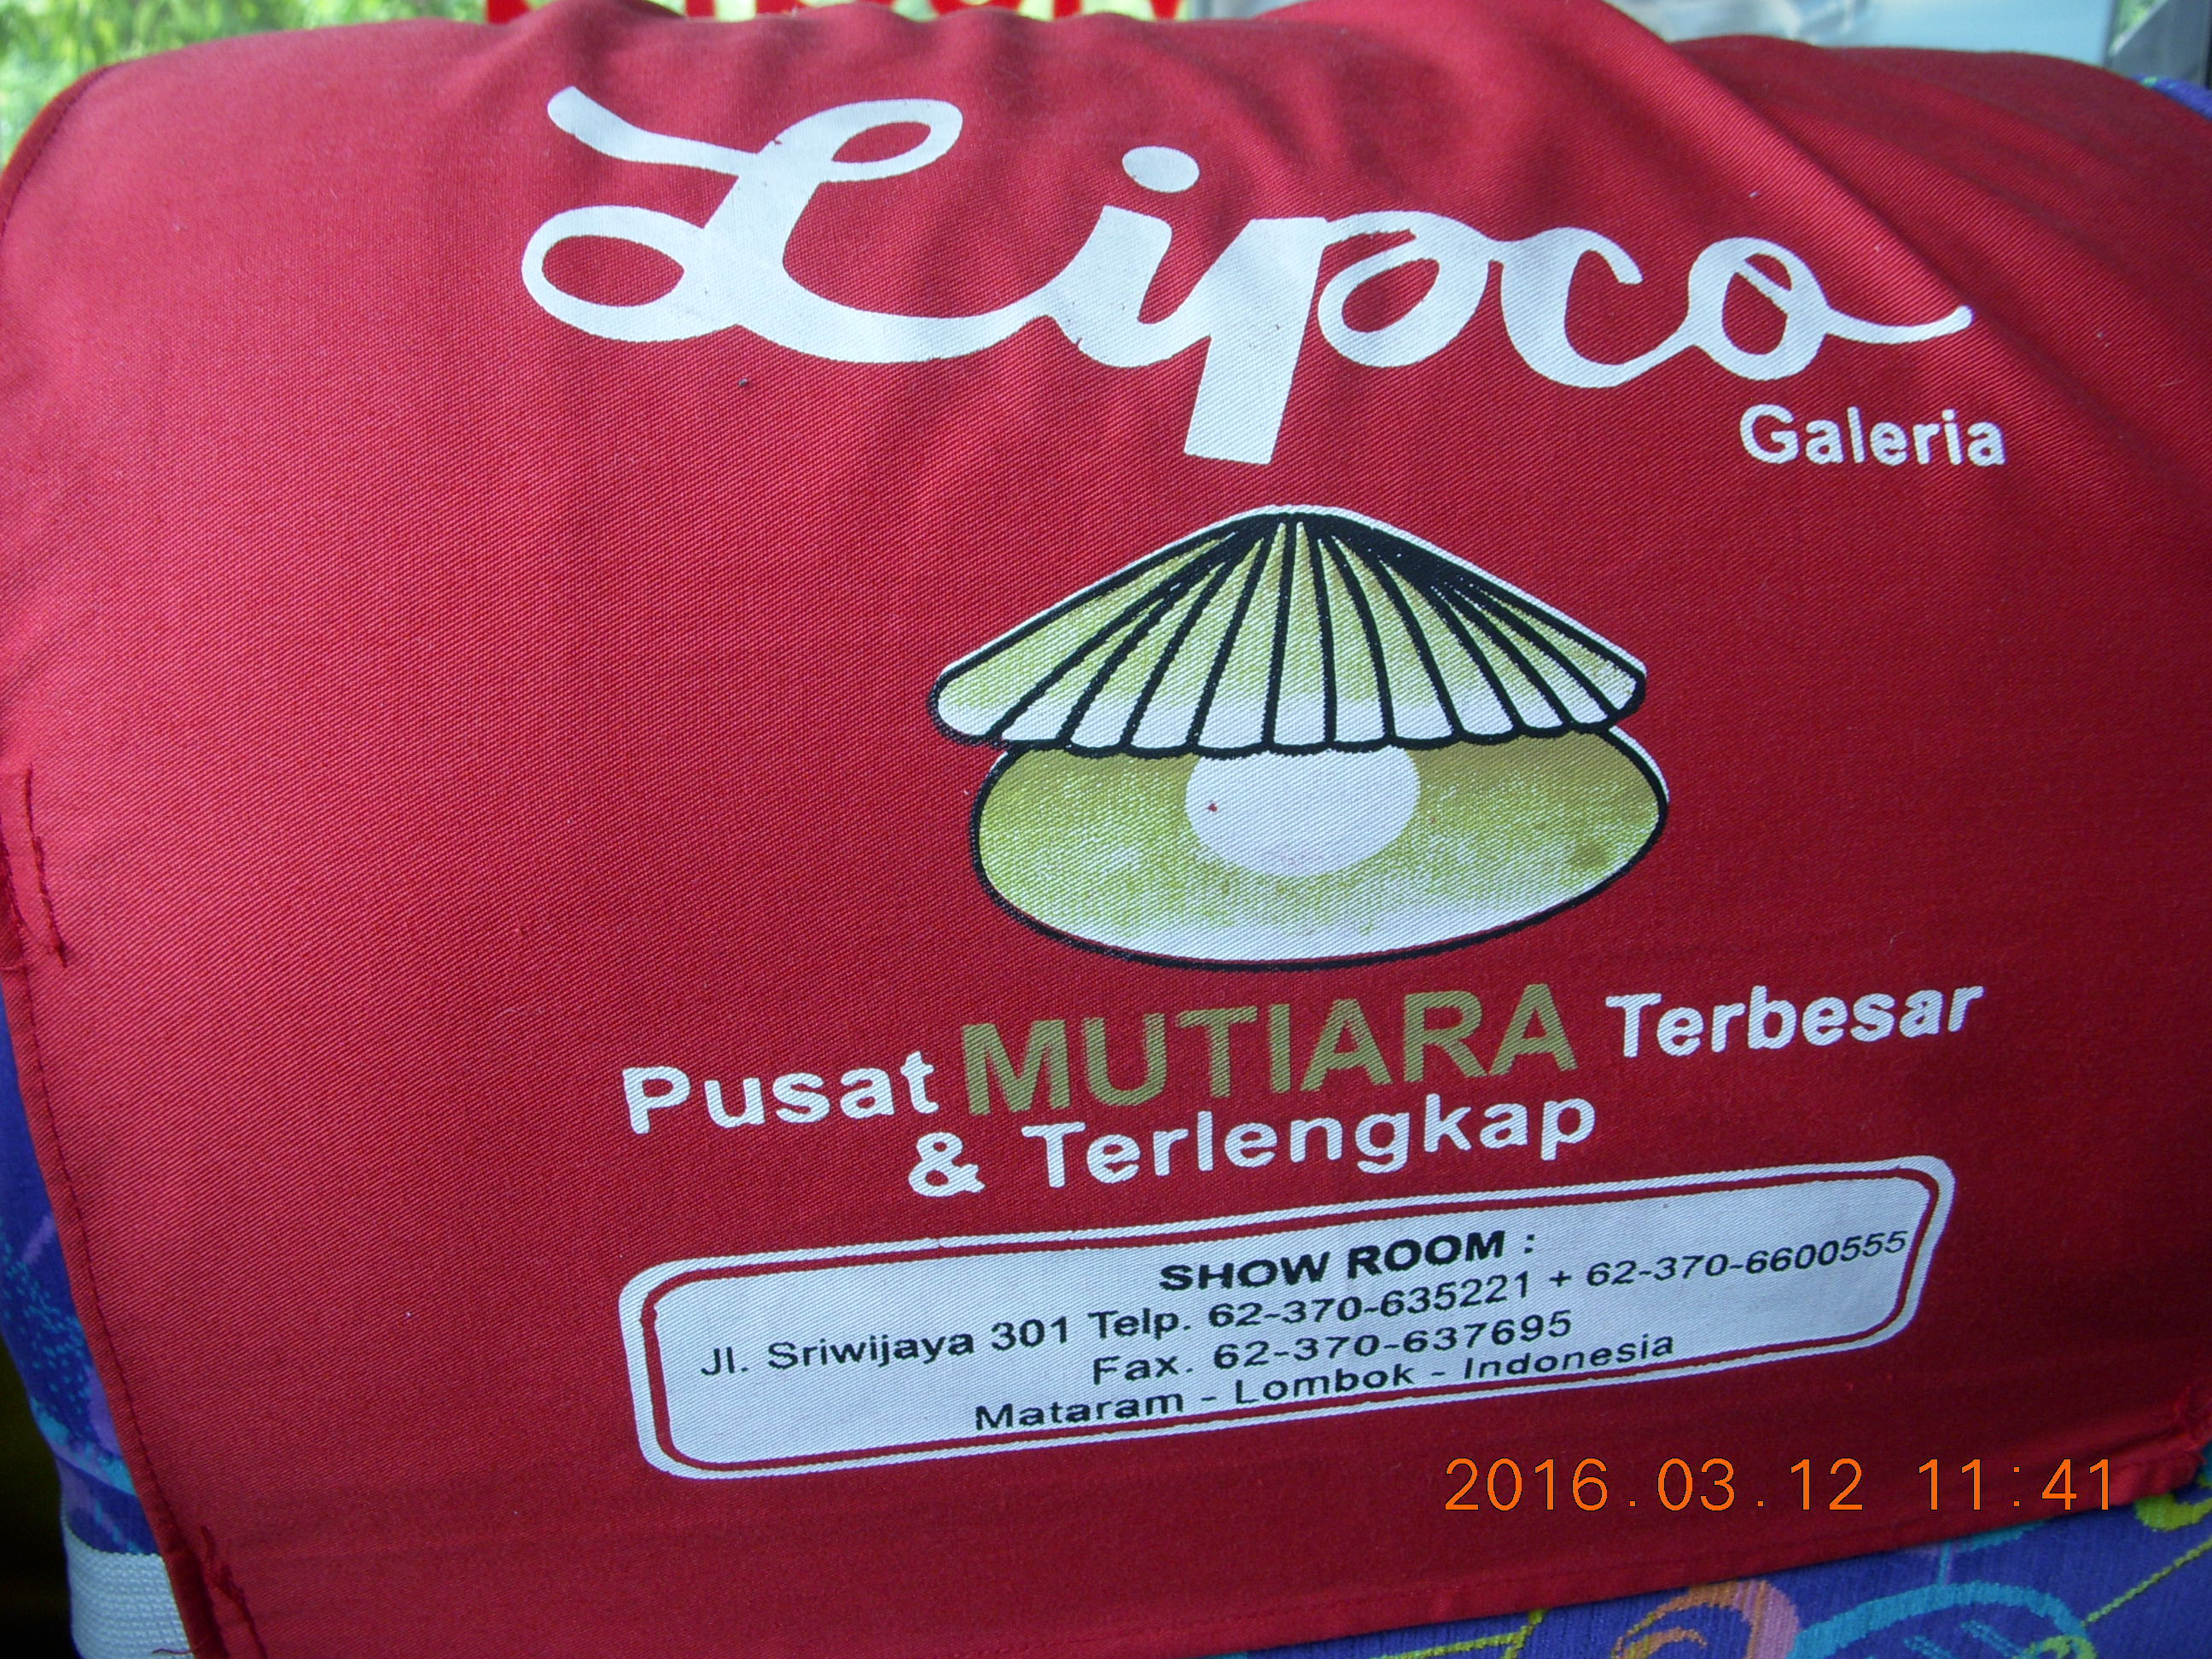 Lipco
Galeria
Pusat MUTIARA Terbesar
& Terlengkap
SHOW ROOM :
Jl. Sriwijaya 301 Telp. 62-370-635221 + 62-370-6600555
Fax. 62-370-637695
Mataram - Lombok - Indonesia
2016.03.12 11:41